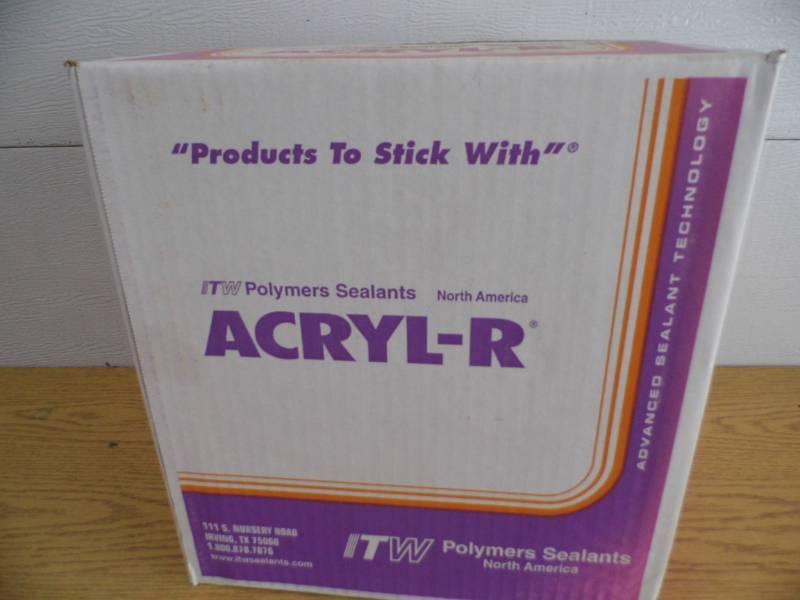 ACRYL-R
"Products To Stick With"®
ITW Polymers Sealants North America
ACRYL-R®
ADVANCED SEALANT TECHNOLOGY
111 S. NURSERY ROAD
IRVING, TX 75060
1.800.878.7876
www.itwsealants.com
ITW Polymers Sealants
North America